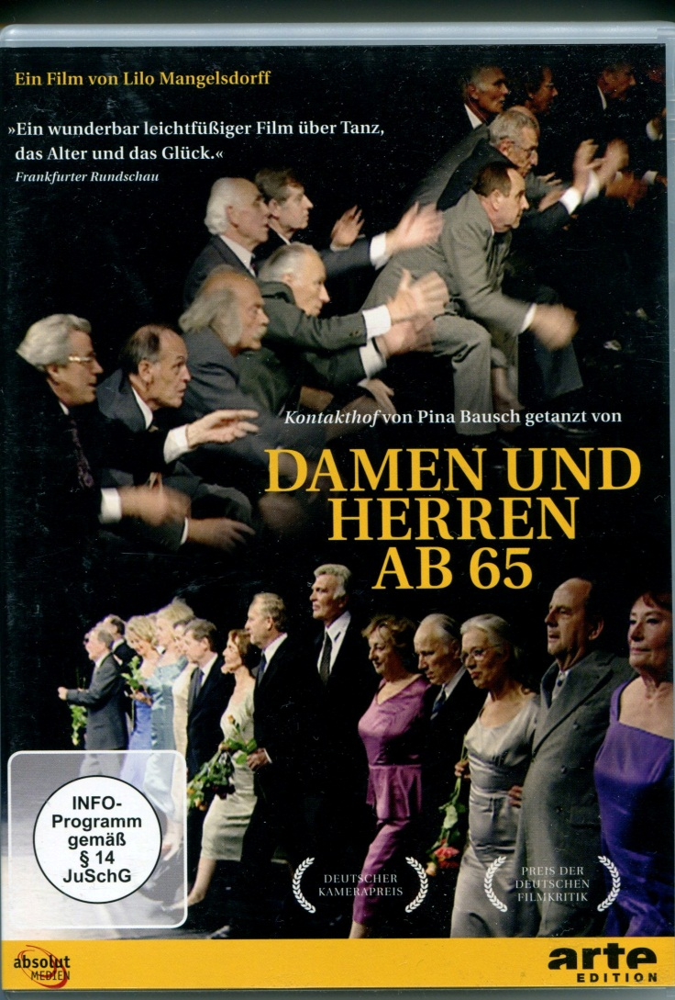 Ein Film von Lilo Mangelsdorff
»Ein wunderbar leichtfüßiger Film über Tanz,
das Alter und das Glück.«
Frankfurter Rundschau
Kontakthof von Pina Bausch getanzt von
DAMEN UND
HERREN
AB 65
INFO-
Programm
gemäß
§ 14
JuSchG
DEUTSCHER
KAMERAPREIS
PREIS DER
DEUTSCHEN
FILMKRITIK
absolut
MEDIEN
arte
EDITION